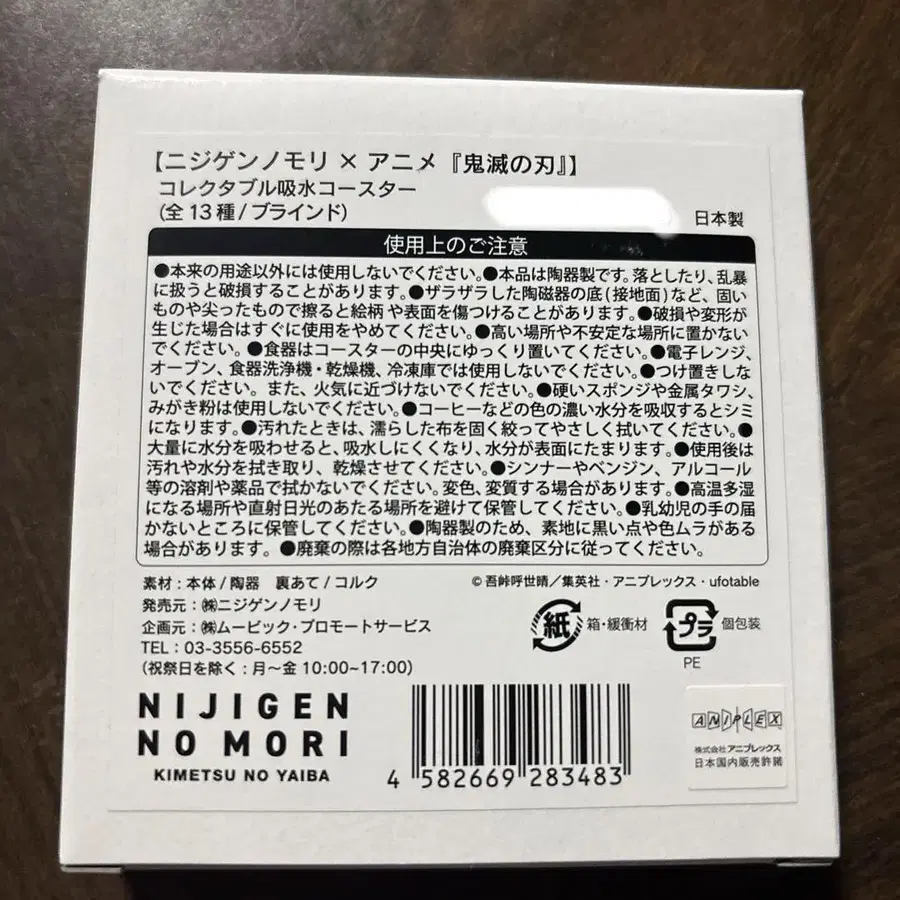 【ニジゲンノモリ×アニメ『鬼滅の刃』】
コレクタブル吸水コースター
(全13種/ブラインド)
日本製
使用上のご注意
●本来の用途以外には使用しないでください。●本品は陶器製です。落としたり、乱暴
に扱うと破損することがあります。●ザラザラした陶磁器の底(接地面)など、固い
ものや尖ったもので擦ると絵柄や表面を傷つけることがあります。●破損や変形が
生じた場合はすぐに使用をやめてください。●高い場所や不安定な場所に置かない
でください。●食器はコースターの中央にゆっくり置いてください。●電子レンジ、
オーブン、食器洗浄機・乾燥機、冷凍庫では使用しないでください。●つけ置きしな
いでください。また、火気に近づけないでください。●硬いスポンジや金属タワシ、
みがき粉は使用しないでください。●コーヒーなどの色の濃い水分を吸収するとシミ
になります。●汚れたときは、濡らした布を固く絞ってやさしく拭いてください。●
大量に水分を吸わせると、吸水しにくくなり、水分が表面にたまります。●使用後は
汚れや水分を拭き取り、乾燥させてください。●シンナーやベンジン、アルコール
等の溶剤や薬品で拭かないでください。変色、変質する場合があります。●高温多湿
になる場所や直射日光のあたる場所を避けて保管してください。●乳幼児の手の届
かないところに保管してください。●陶器製のため、素地に黒い点や色ムラがある
場合があります。●廃棄の際は各地方自治体の廃棄区分に従ってください。
素材:本体/陶器 裏あて/コルク
©吾峠呼世晴／集英社・アニプレックス・ufotable
発売元:㈱ニジゲンノモリ
企画元:㈱ムービック・プロモートサービス
TEL:03-3556-6552
(祝祭日を除く:月〜金 10:00~17:00)
紙 箱・緩衝材
プラ 個包装
PE
NIJIGEN
NO MORI
KIMETSU NO YAIBA
4 582669 283483
ANIPLEX
株式会社アニプレックス
日本国内販売許諾